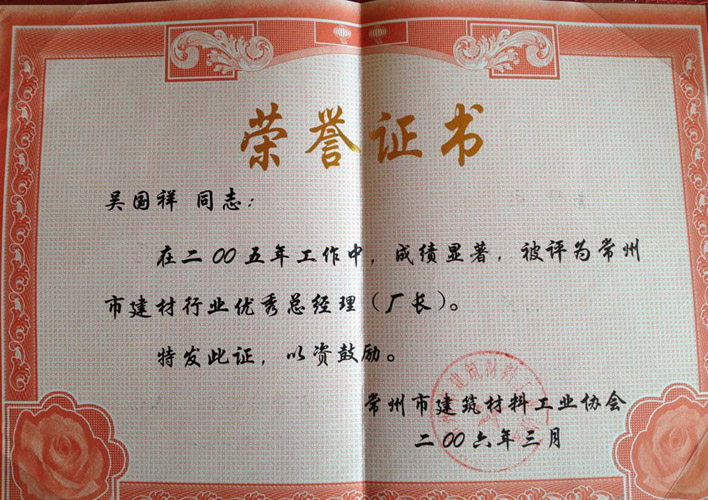 荣誉证书
吴国祥 同志：
在二00五年工作中，成绩显著，被评为常州
市建材行业优秀总经理（厂长）。
特发此证，以资鼓励。
常州市建筑材料工业协会
二00六年三月